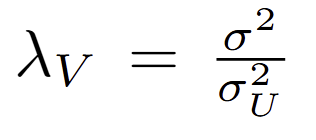 λ_V = σ² / σ_U²